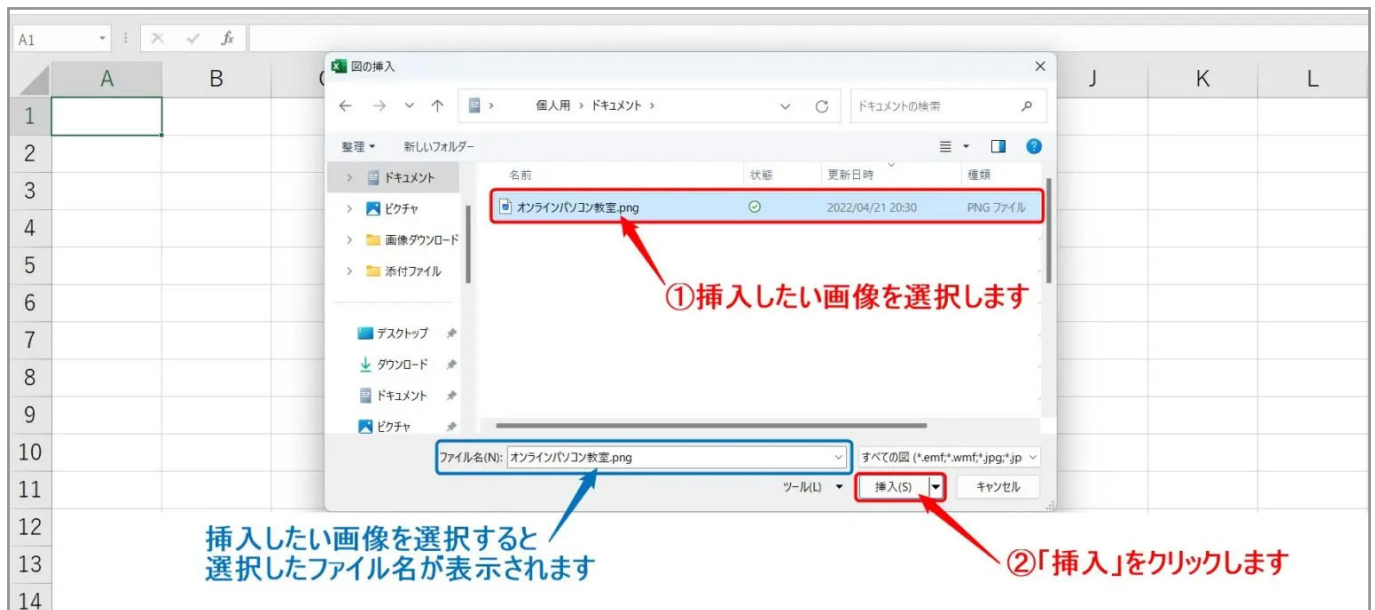 A1
fx
A B J K L
1
2
3
4
5
6
7
8
9
10
11
12
13
14
図の挿入
個人用 › ドキュメント ›
ドキュメントの検索
整理 新しいフォルダー
ドキュメント
ピクチャ
画像ダウンロード
添付ファイル
デスクトップ
ダウンロード
ドキュメント
ピクチャ
名前 状態 更新日時 種類
オンラインパソコン教室.png 2022/04/21 20:30 PNG ファイル
①挿入したい画像を選択します
ファイル名(N): オンラインパソコン教室.png すべての図 (*.emf;*.wmf;*.jpg;*.jp
ツール(L) 挿入(S) キャンセル
挿入したい画像を選択すると
選択したファイル名が表示されます
②「挿入」をクリックします